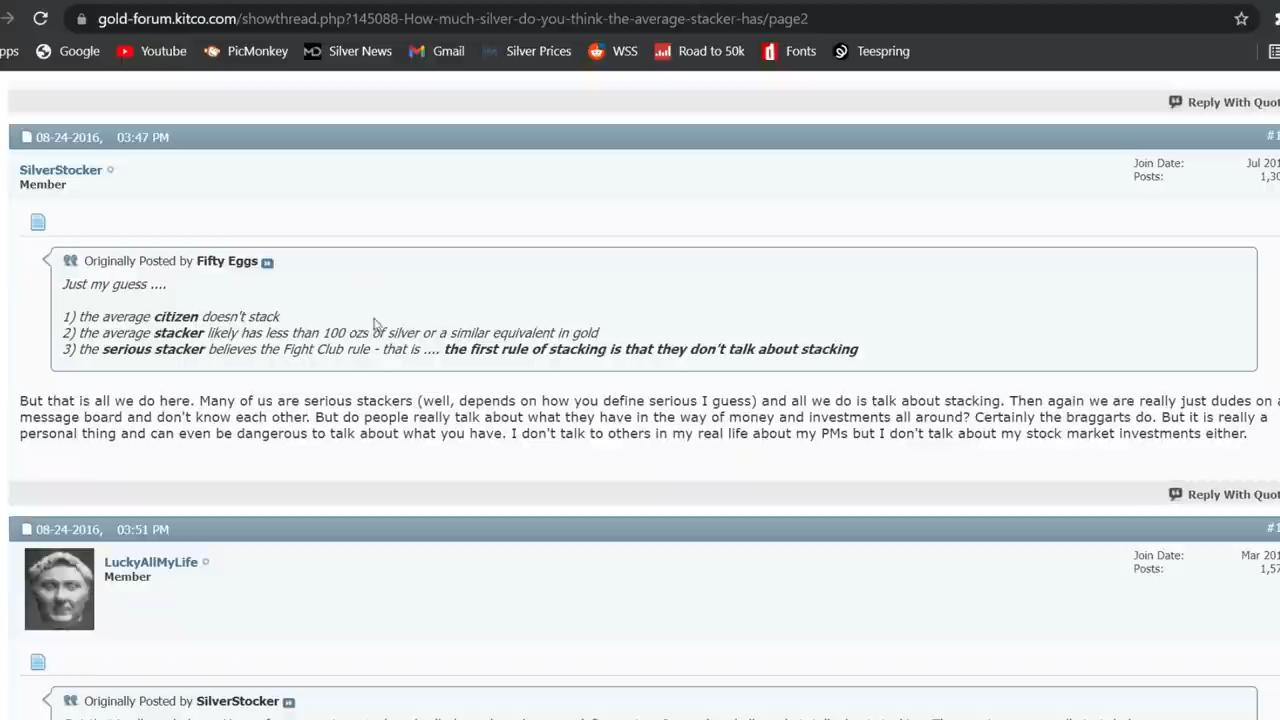 gold-forum.kitco.com/showthread.php?145088-How-much-silver-do-you-think-the-average-stacker-has/page2
pps Google Youtube PicMonkey Silver News Gmail Silver Prices WSS Road to 50k Fonts Teespring
Reply With Quot
08-24-2016, 03:47 PM #1
SilverStocker
Member
Join Date: Jul 201
Posts: 1,30
Originally Posted by Fifty Eggs
Just my guess ....
1) the average citizen doesn't stack
2) the average stacker likely has less than 100 ozs of silver or a similar equivalent in gold
3) the serious stacker believes the Fight Club rule - that is .... the first rule of stacking is that they don't talk about stacking
But that is all we do here. Many of us are serious stackers (well, depends on how you define serious I guess) and all we do is talk about stacking. Then again we are really just dudes on a
message board and don't know each other. But do people really talk about what they have in the way of money and investments all around? Certainly the braggarts do. But it is really a
personal thing and can even be dangerous to talk about what you have. I don't talk to others in my real life about my PMs but I don't talk about my stock market investments either.
Reply With Quot
08-24-2016, 03:51 PM #1
LuckyAllMyLife
Member
Join Date: Mar 201
Posts: 1,57
Originally Posted by SilverStocker